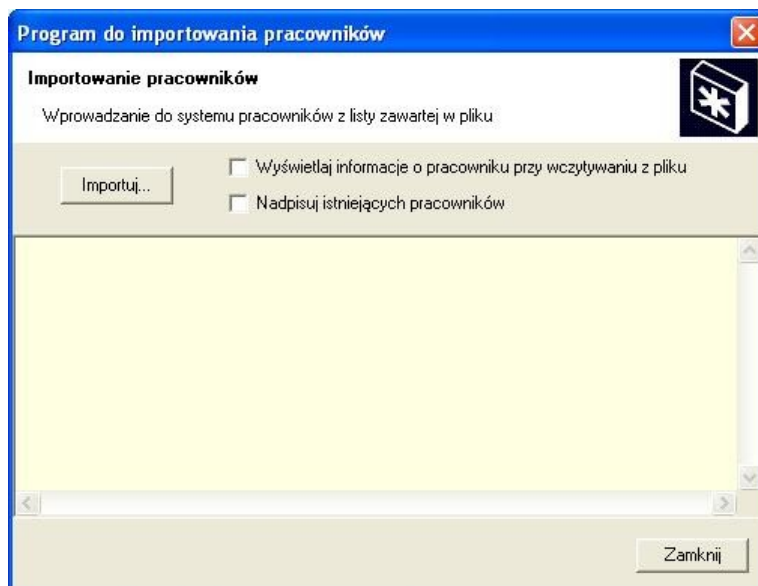 Program do importowania pracowników
Importowanie pracowników
Wprowadzanie do systemu pracowników z listy zawartej w pliku
Importuj...
Wyświetlaj informacje o pracowniku przy wczytywaniu z pliku
Nadpisuj istniejących pracowników
Zamknij